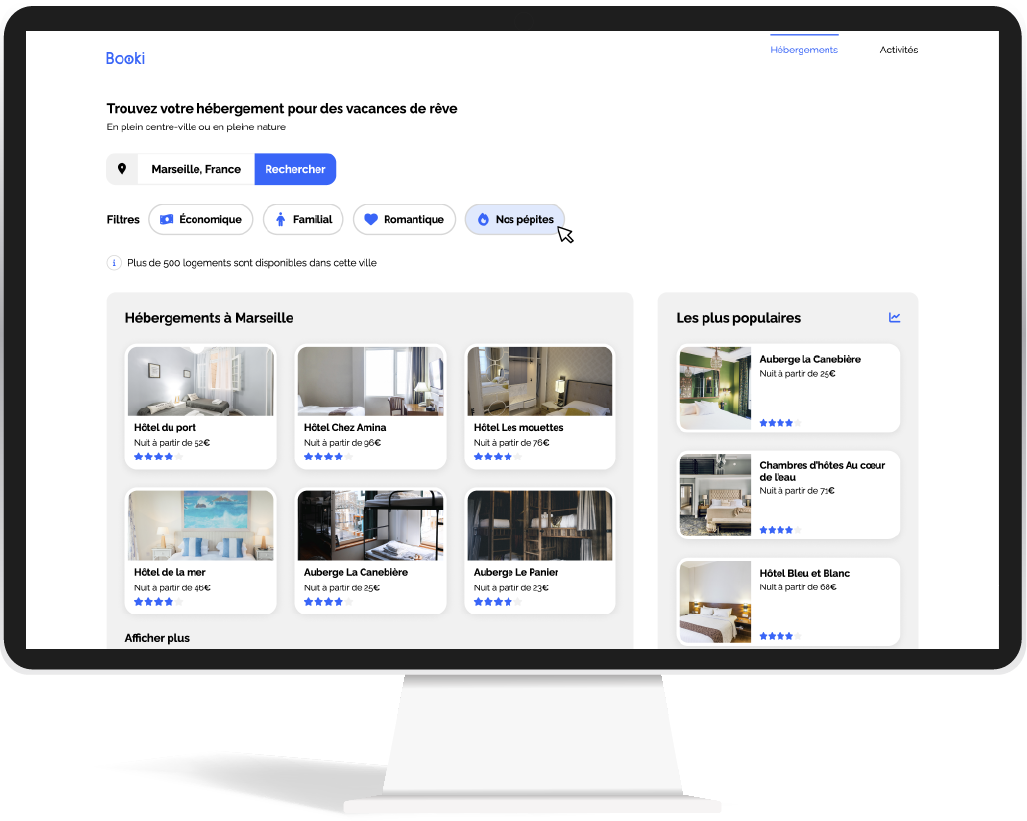 Booki
Hébergements
Activités
Trouvez votre hébergement pour des vacances de rêve
En plein centre-ville ou en pleine nature
Marseille, France
Rechercher
Filtres
Économique
Familial
Romantique
Nos pépites
Plus de 500 logements sont disponibles dans cette ville
Hébergements à Marseille
Hôtel du port
Nuit à partir de 52€
Hôtel Chez Amina
Nuit à partir de 96€
Hôtel Les mouettes
Nuit à partir de 76€
Hôtel de la mer
Nuit à partir de 46€
Auberge La Canebière
Nuit à partir de 25€
Auberge Le Panier
Nuit à partir de 23€
Afficher plus
Les plus populaires
Auberge la Canebière
Nuit à partir de 25€
Chambres d'hôtes Au cœur
de l'eau
Nuit à partir de 71€
Hôtel Bleu et Blanc
Nuit à partir de 68€